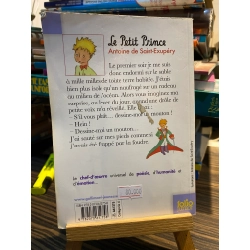 Le Petit Prince
Antoine de Saint-Exupéry
Le premier soir je me suis
donc endormi sur le sable
à mille milles de toute terre habitée. J'étais
bien plus isolé qu'un naufragé sur un radeau
au milieu de l'océan. Alors vous imaginez ma
surprise, au lever du jour, quand une drôle de
petite voix m'a réveillé. Elle disait :
- S'il vous plaît... dessine-moi un mouton !
- Hein !
- Dessine-moi un mouton...
J'ai sauté sur mes pieds comme si
j'avais été frappé par la foudre.
Le chef-d'œuvre universel de poésie, d'humanité et
d'émotion...
folio
JUNIOR